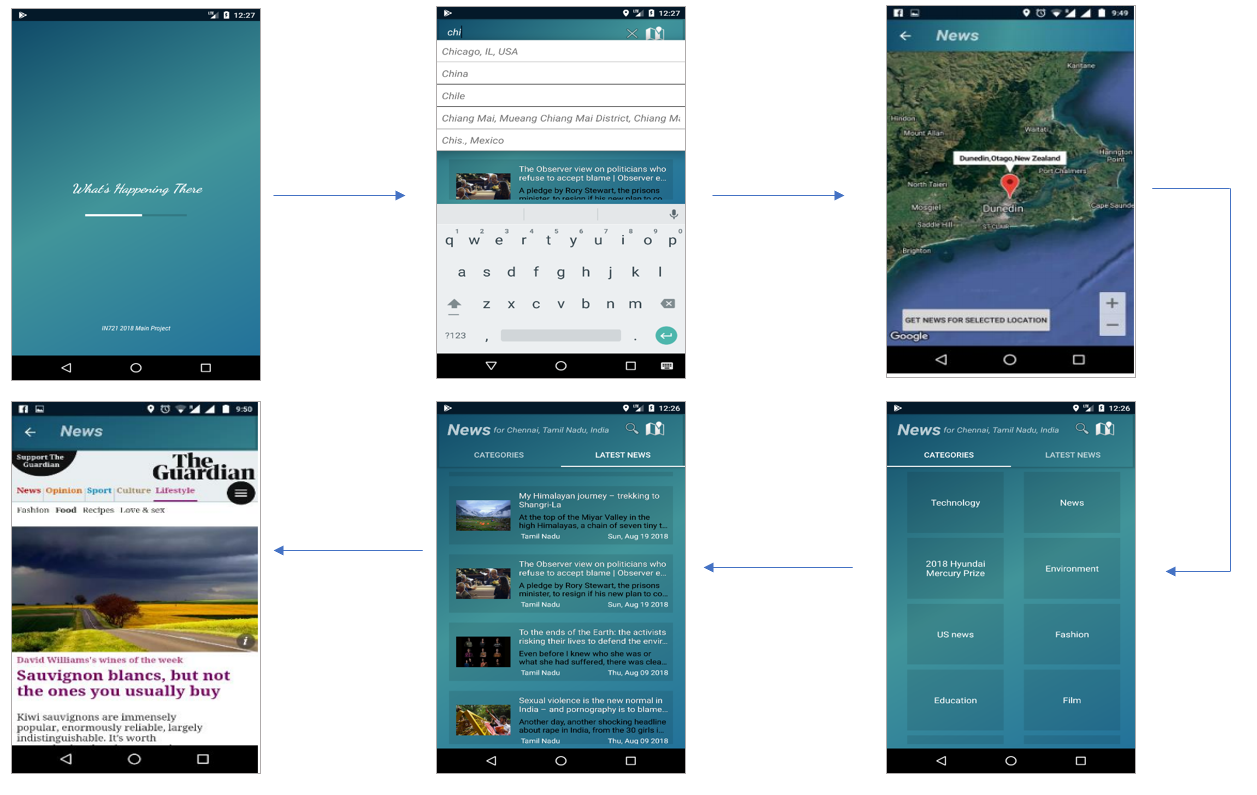 12:27
What's Happening There
IN721 2018 Main Project
12:27
chi
Chicago, IL, USA
China
Chile
Chiang Mai, Mueang Chiang Mai District, Chiang Ma
Chis., Mexico
The Observer view on politicians who
refuse to accept blame | Observer e...
A pledge by Rory Stewart, the prisons
minister, to resign if his new plan to co...
1 2 3 4 5 6 7 8 9 0
q w e r t y u i o p
a s d f g h j k l
z x c v b n m
?123 , .
9:49
News
Karitane
Hindon
Mount Allan
Waitati
Harington
Point
Dunedin,Otago,New Zealand
Port Chalmers
North Taieri
Mosgiel
Dunedin
Cape Saunde
Saddle Hill
ST CLAIR
Brighton
+
GET NEWS FOR SELECTED LOCATION
−
Google
9:50
News
Support The
Guardian
The
Guardian
News Opinion Sport Culture Lifestyle
Fashion Food Recipes Love & sex
i
David Williams's wines of the week
Sauvignon blancs, but not
the ones you usually buy
Kiwi sauvignons are immensely
popular, enormously reliable, largely
indistinguishable. It's worth
12:26
News for Chennai, Tamil Nadu, India
CATEGORIES LATEST NEWS
My Himalayan journey – trekking to
Shangri-La
At the top of the Miyar Valley in the
high Himalayas, a chain of seven tiny t...
Tamil Nadu Sun, Aug 19 2018
The Observer view on politicians who
refuse to accept blame | Observer e...
A pledge by Rory Stewart, the prisons
minister, to resign if his new plan to co...
Tamil Nadu Sun, Aug 19 2018
To the ends of the Earth: the activists
risking their lives to defend the envir...
Even before I knew who she was or
what she had suffered, there was clea...
Tamil Nadu Thu, Aug 09 2018
Sexual violence is the new normal in
India – and pornography is to blame...
Another day, another shocking headline
about rape in India, from the 30 girls i...
Tamil Nadu Thu, Aug 09 2018
12:26
News for Chennai, Tamil Nadu, India
CATEGORIES LATEST NEWS
Technology News
2018 Hyundai
Mercury Prize
Environment
US news Fashion
Education Film